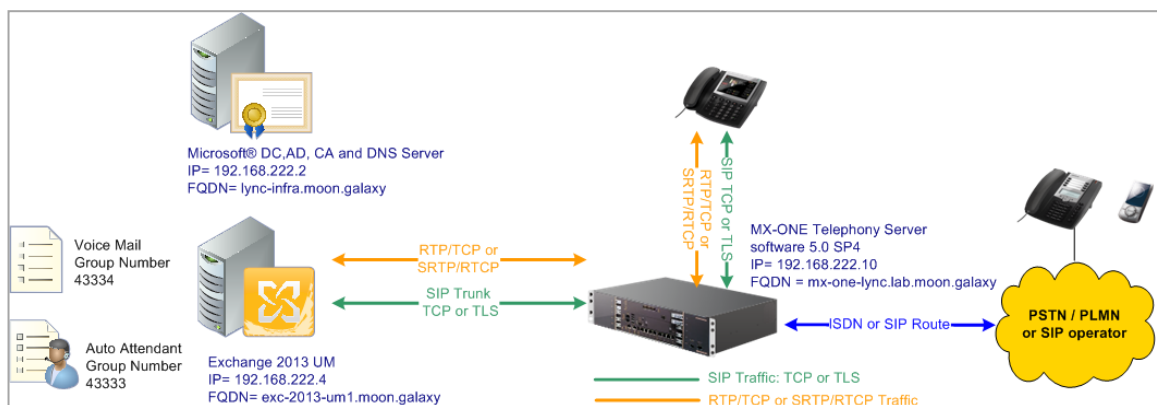 Microsoft® DC,AD, CA and DNS Server
IP= 192.168.222.2
FQDN= lync-infra.moon.galaxy
Voice Mail
Group Number
43334
Auto Attendant
Group Number
43333
Exchange 2013 UM
IP= 192.168.222.4
FQDN= exc-2013-um1.moon.galaxy
RTP/TCP or
SRTP/RTCP
SIP Trunk
TCP or TLS
RTP/TCP or
SRTP/RTCP
SIP TCP or TLS
MX-ONE Telephony Server
software 5.0 SP4
IP= 192.168.222.10
FQDN = mx-one-lync.lab.moon.galaxy
ISDN or SIP Route
PSTN / PLMN
or SIP operator
SIP Traffic: TCP or TLS
RTP/TCP or SRTP/RTCP Traffic